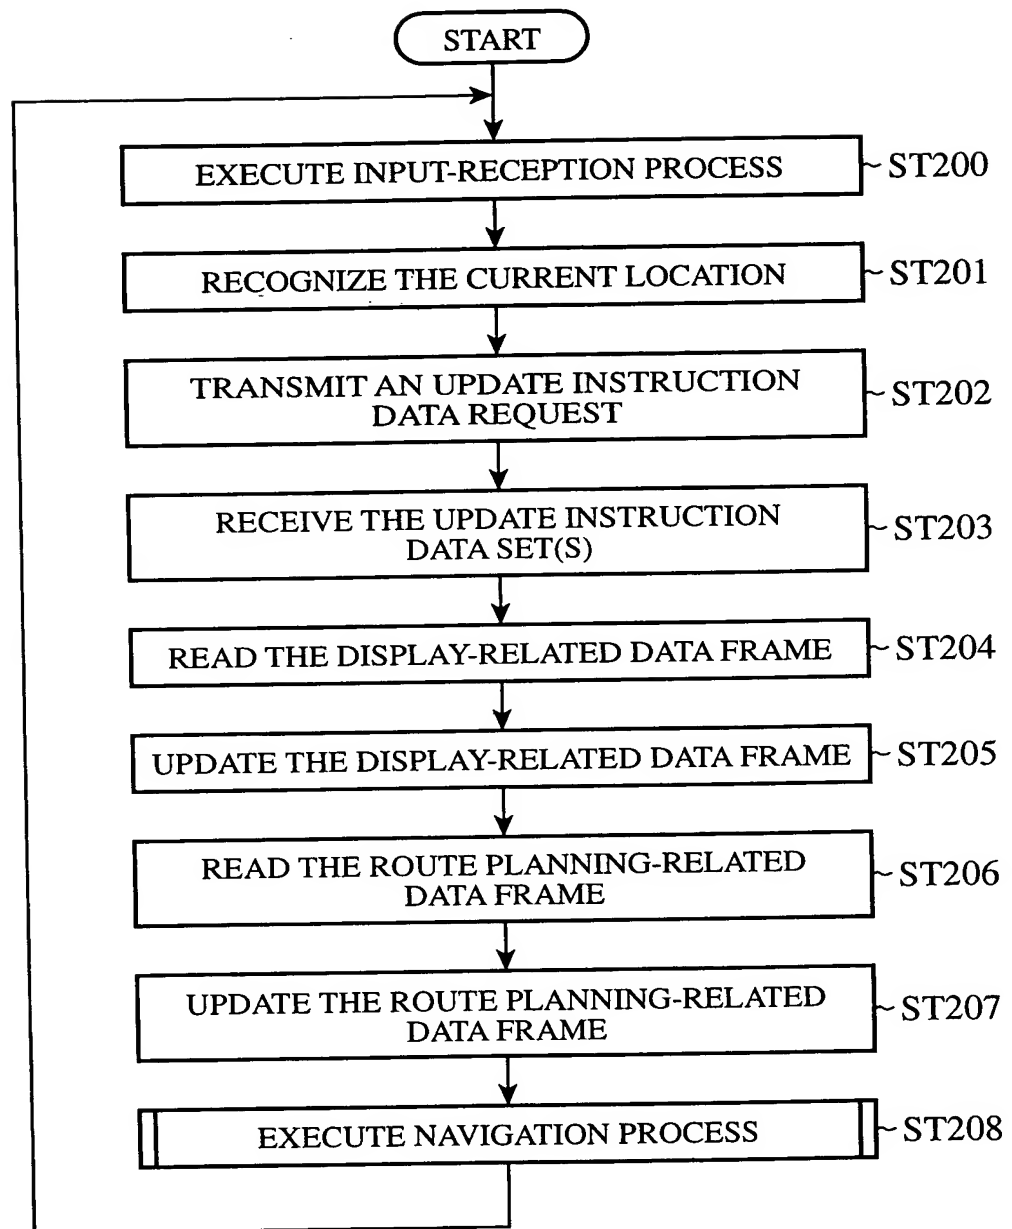 START
EXECUTE INPUT-RECEPTION PROCESS
ST200
RECOGNIZE THE CURRENT LOCATION
ST201
TRANSMIT AN UPDATE INSTRUCTION
DATA REQUEST
ST202
RECEIVE THE UPDATE INSTRUCTION
DATA SET(S)
ST203
READ THE DISPLAY-RELATED DATA FRAME
ST204
UPDATE THE DISPLAY-RELATED DATA FRAME
ST205
READ THE ROUTE PLANNING-RELATED
DATA FRAME
ST206
UPDATE THE ROUTE PLANNING-RELATED
DATA FRAME
ST207
EXECUTE NAVIGATION PROCESS
ST208